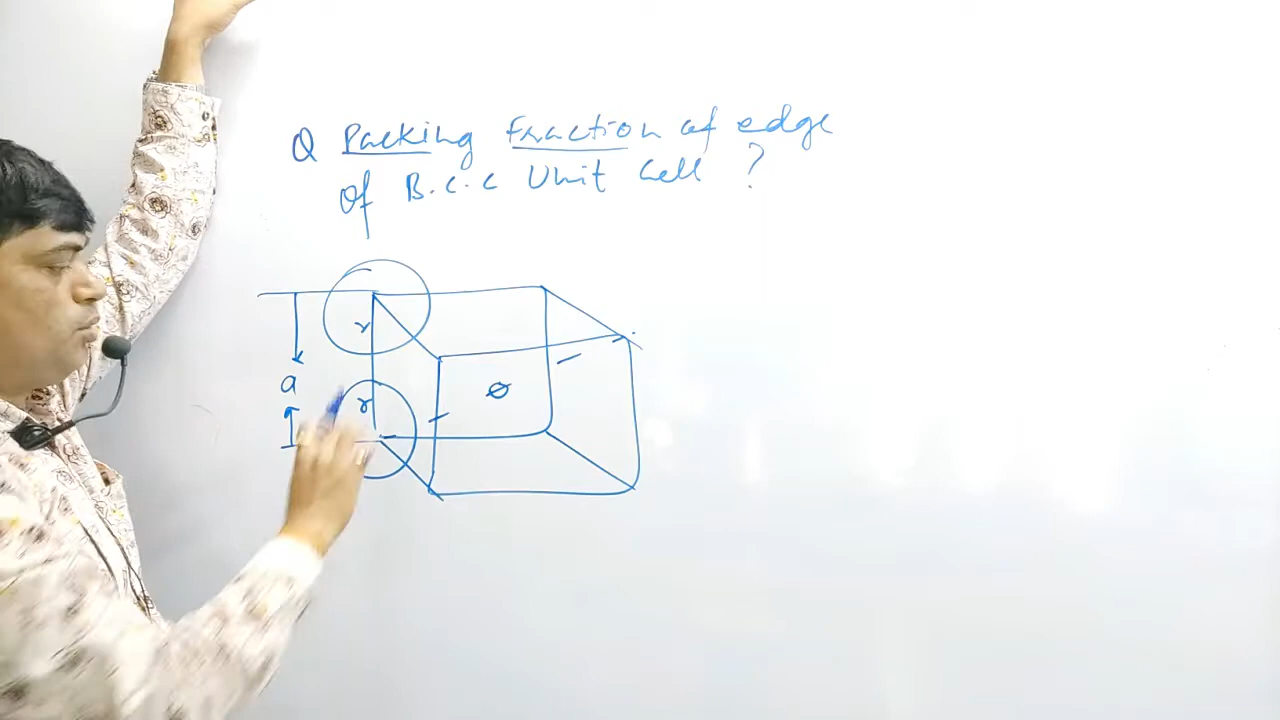 Q Packing Fraction of edge
of B.C.C Unit Cell ?
r
a
r